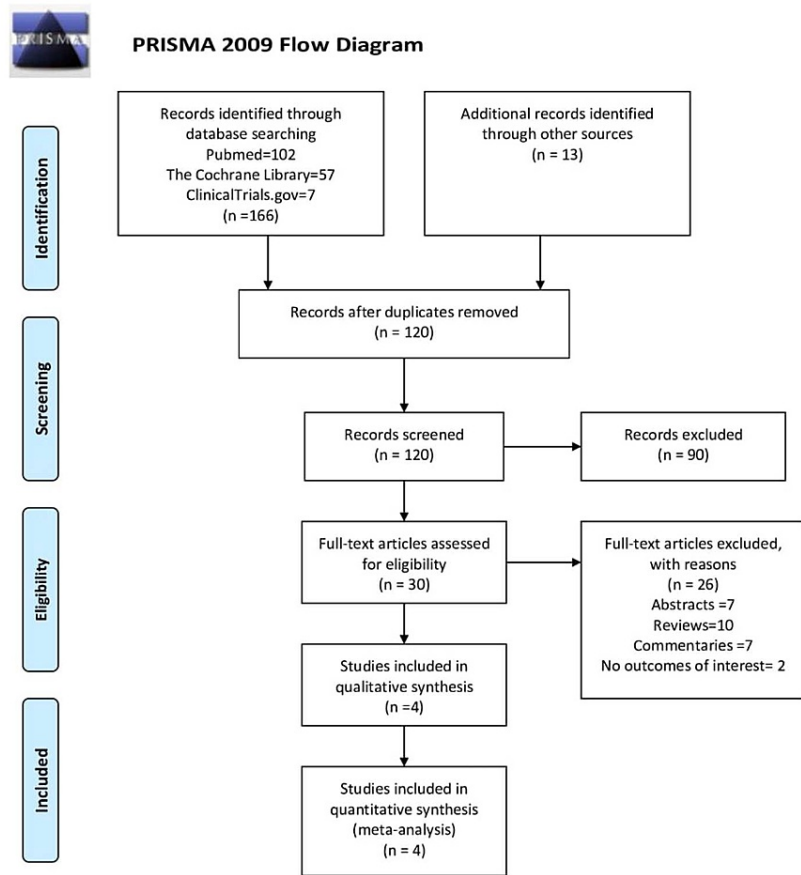 PRISMA
PRISMA 2009 Flow Diagram
Identification
Records identified through
database searching
Pubmed=102
The Cochrane Library=57
ClinicalTrials.gov=7
(n =166)
Additional records identified
through other sources
(n = 13)
Records after duplicates removed
(n = 120)
Screening
Records screened
(n = 120)
Records excluded
(n = 90)
Eligibility
Full-text articles assessed
for eligibility
(n = 30)
Full-text articles excluded,
with reasons
(n = 26)
Abstracts =7
Reviews=10
Commentaries =7
No outcomes of interest= 2
Studies included in
qualitative synthesis
(n =4)
Included
Studies included in
quantitative synthesis
(meta-analysis)
(n = 4)